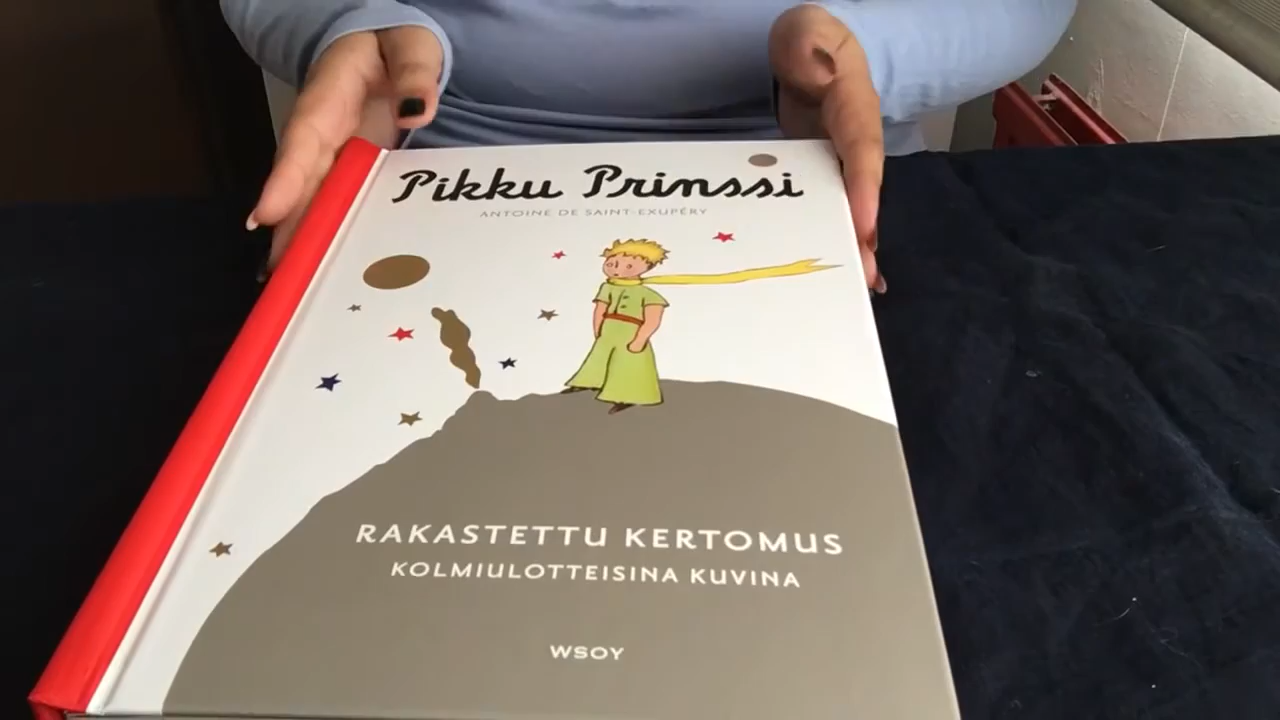 Pikku Prinssi
ANTOINE DE SAINT-EXUPÉRY
RAKASTETTU KERTOMUS
KOLMIULOTTEISINA KUVINA
WSOY